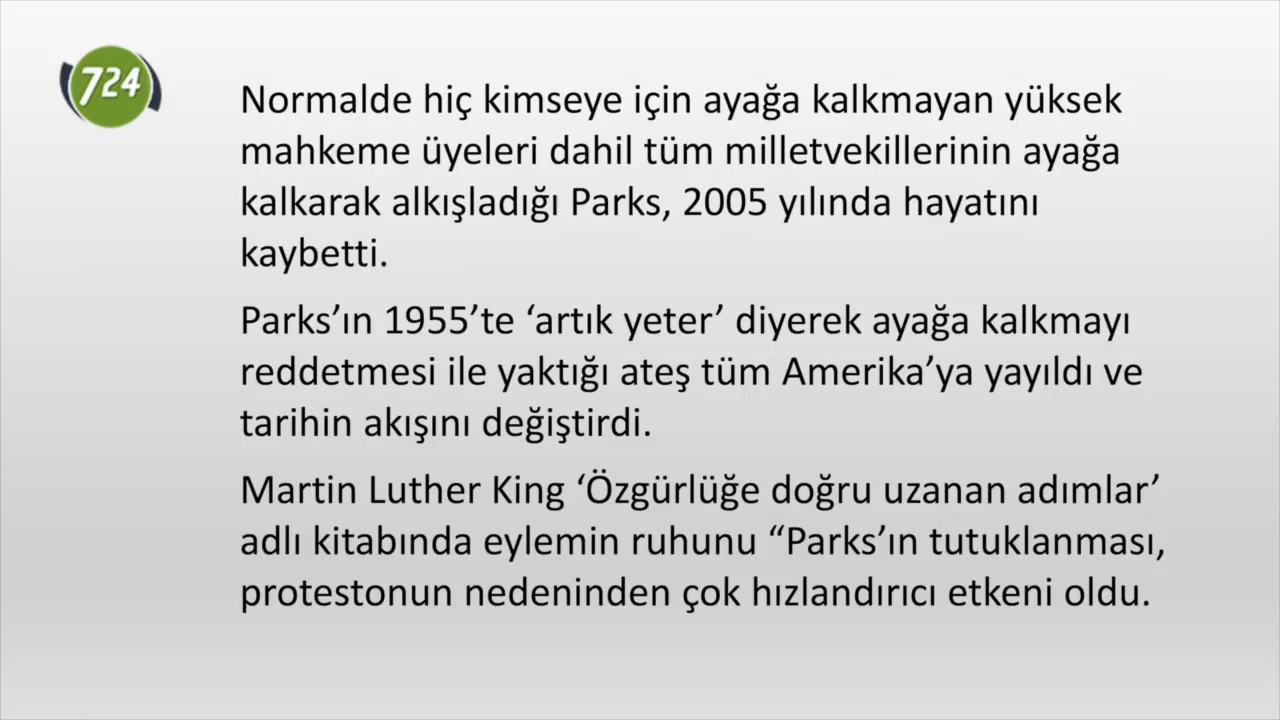 724
Normalde hiç kimseye için ayağa kalkmayan yüksek
mahkeme üyeleri dahil tüm milletvekillerinin ayağa
kalkarak alkışladığı Parks, 2005 yılında hayatını
kaybetti.
Parks’ın 1955’te ‘artık yeter’ diyerek ayağa kalkmayı
reddetmesi ile yaktığı ateş tüm Amerika’ya yayıldı ve
tarihin akışını değiştirdi.
Martin Luther King ‘Özgürlüğe doğru uzanan adımlar’
adlı kitabında eylemin ruhunu “Parks’ın tutuklanması,
protestonun nedeninden çok hızlandırıcı etkeni oldu.